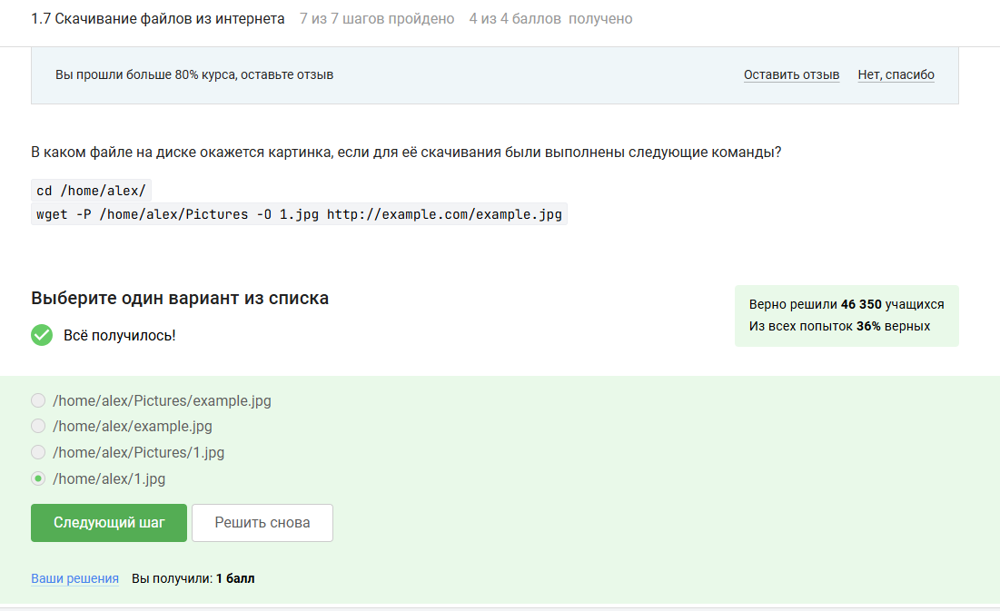 1.7 Скачивание файлов из интернета 7 из 7 шагов пройдено 4 из 4 баллов получено
Вы прошли больше 80% курса, оставьте отзыв Оставить отзыв Нет, спасибо
В каком файле на диске окажется картинка, если для её скачивания были выполнены следующие команды?
cd /home/alex/
wget -P /home/alex/Pictures -O 1.jpg http://example.com/example.jpg
Выберите один вариант из списка
Верно решили 46 350 учащихся
Из всех попыток 36% верных
Всё получилось!
/home/alex/Pictures/example.jpg
/home/alex/example.jpg
/home/alex/Pictures/1.jpg
/home/alex/1.jpg
Следующий шаг Решить снова
Ваши решения Вы получили: 1 балл